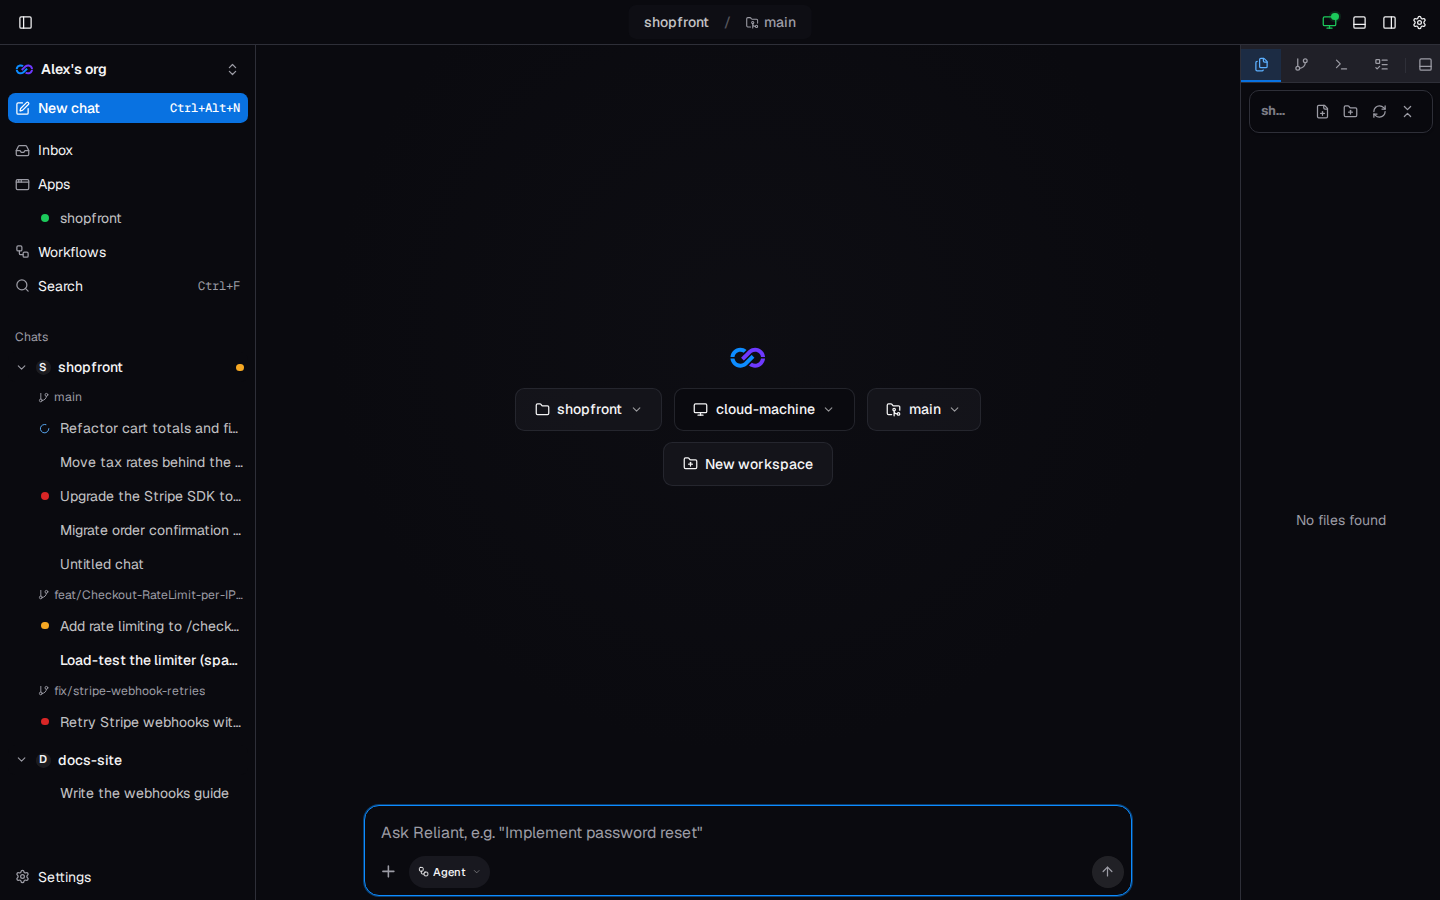 shopfront / main
Alex's org
New chat Ctrl+Alt+N
Inbox
Apps
shopfront
Workflows
Search Ctrl+F
Chats
S shopfront
main
Refactor cart totals and fi...
Move tax rates behind the ...
Upgrade the Stripe SDK to...
Migrate order confirmation ...
Untitled chat
feat/Checkout-RateLimit-per-IP...
Add rate limiting to /check...
Load-test the limiter (spa...
fix/stripe-webhook-retries
Retry Stripe webhooks wit...
D docs-site
Write the webhooks guide
Settings
shopfront cloud-machine main
New workspace
Ask Reliant, e.g. "Implement password reset"
Agent
sh...
No files found